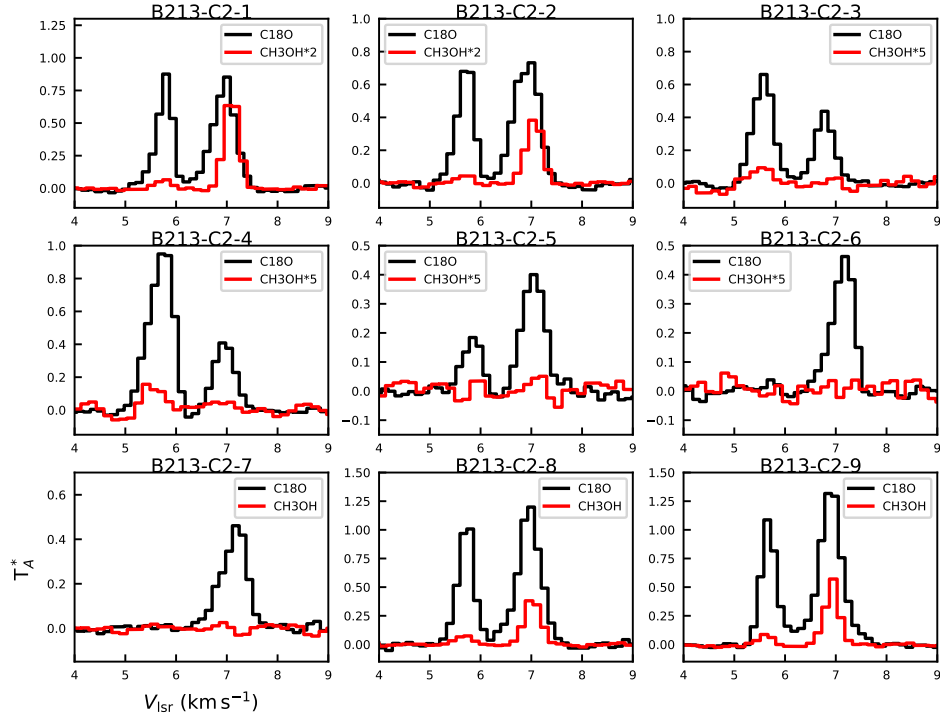 B213-C2-1
B213-C2-2
B213-C2-3
1.25
1.00
0.75
0.50
0.25
0.00
C18O
CH3OH*2
4 5 6 7 8 9
1.0
0.8
0.6
0.4
0.2
0.0
C18O
CH3OH*2
4 5 6 7 8 9
1.0
0.8
0.6
0.4
0.2
0.0
C18O
CH3OH*5
4 5 6 7 8 9
B213-C2-4
B213-C2-5
B213-C2-6
1.0
0.8
0.6
0.4
0.2
0.0
C18O
CH3OH*5
4 5 6 7 8 9
0.5
0.4
0.3
0.2
0.1
0.0
−0.1
C18O
CH3OH*5
4 5 6 7 8 9
0.5
0.4
0.3
0.2
0.1
0.0
−0.1
C18O
CH3OH*5
4 5 6 7 8 9
B213-C2-7
B213-C2-8
B213-C2-9
0.6
0.4
0.2
0.0
T*A
C18O
CH3OH
4 5 6 7 8 9
Vlsr (km s−1)
1.50
1.25
1.00
0.75
0.50
0.25
0.00
C18O
CH3OH
4 5 6 7 8 9
1.50
1.25
1.00
0.75
0.50
0.25
0.00
C18O
CH3OH
4 5 6 7 8 9